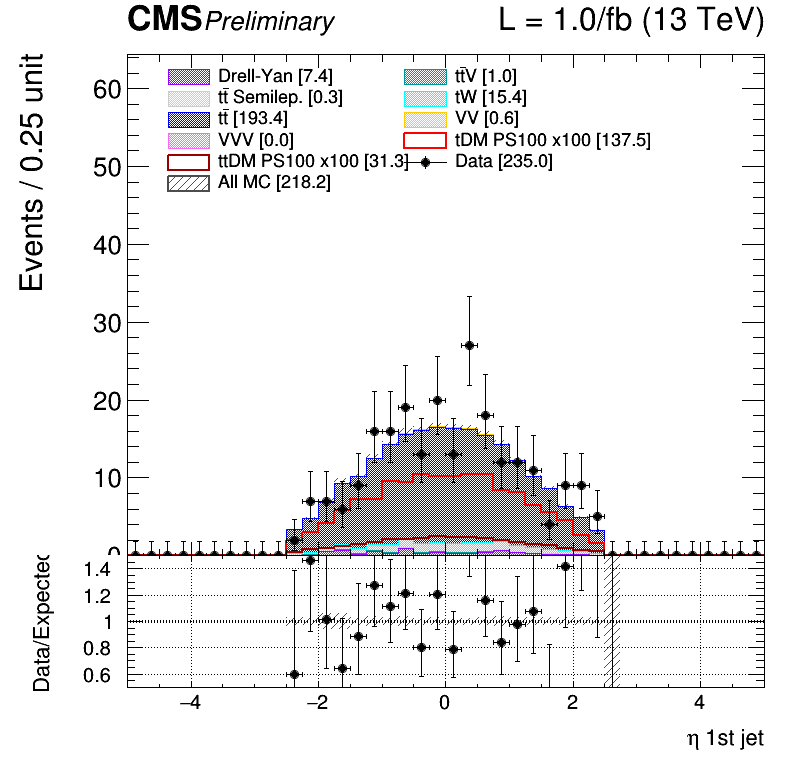 CMS Preliminary L = 1.0/fb (13 TeV)
Events / 0.25 unit
Drell-Yan [7.4]
tt̄ Semilep. [0.3]
tt̄ [193.4]
VVV [0.0]
ttDM PS100 x100 [31.3]
All MC [218.2]
tt̄V [1.0]
tW [15.4]
VV [0.6]
tDM PS100 x100 [137.5]
Data [235.0]
60
50
40
30
20
10
0
Data/Expected
1.4
1.2
1
0.8
0.6
−4 −2 0 2 4
η 1st jet